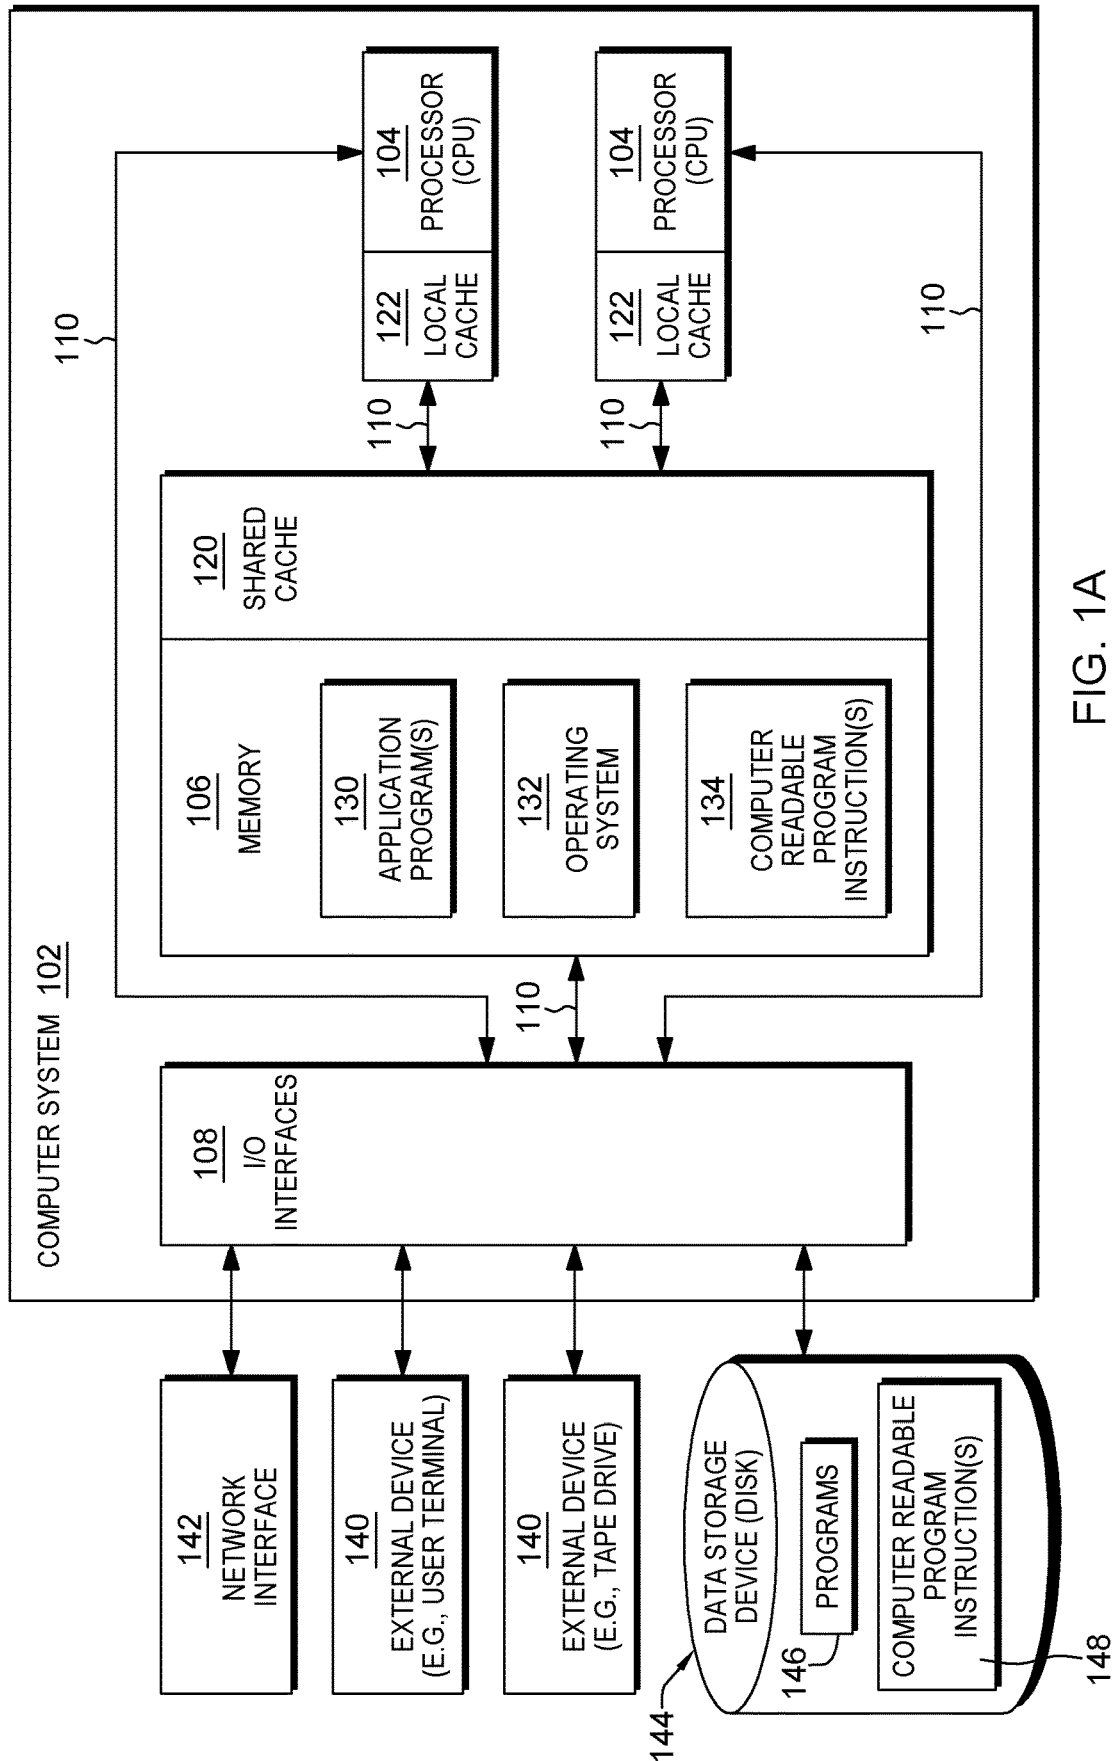 COMPUTER SYSTEM 102
142
NETWORK
INTERFACE
140
EXTERNAL DEVICE
(E.G., USER TERMINAL)
140
EXTERNAL DEVICE
(E.G., TAPE DRIVE)
144
DATA STORAGE
DEVICE (DISK)
146
PROGRAMS
COMPUTER READABLE
PROGRAM
INSTRUCTION(S)
148
108
I/O
INTERFACES
110
110
106
MEMORY
130
APPLICATION
PROGRAM(S)
132
OPERATING
SYSTEM
134
COMPUTER
READABLE
PROGRAM
INSTRUCTION(S)
120
SHARED
CACHE
110
110
122
LOCAL
CACHE
104
PROCESSOR
(CPU)
122
LOCAL
CACHE
104
PROCESSOR
(CPU)
110
FIG. 1A